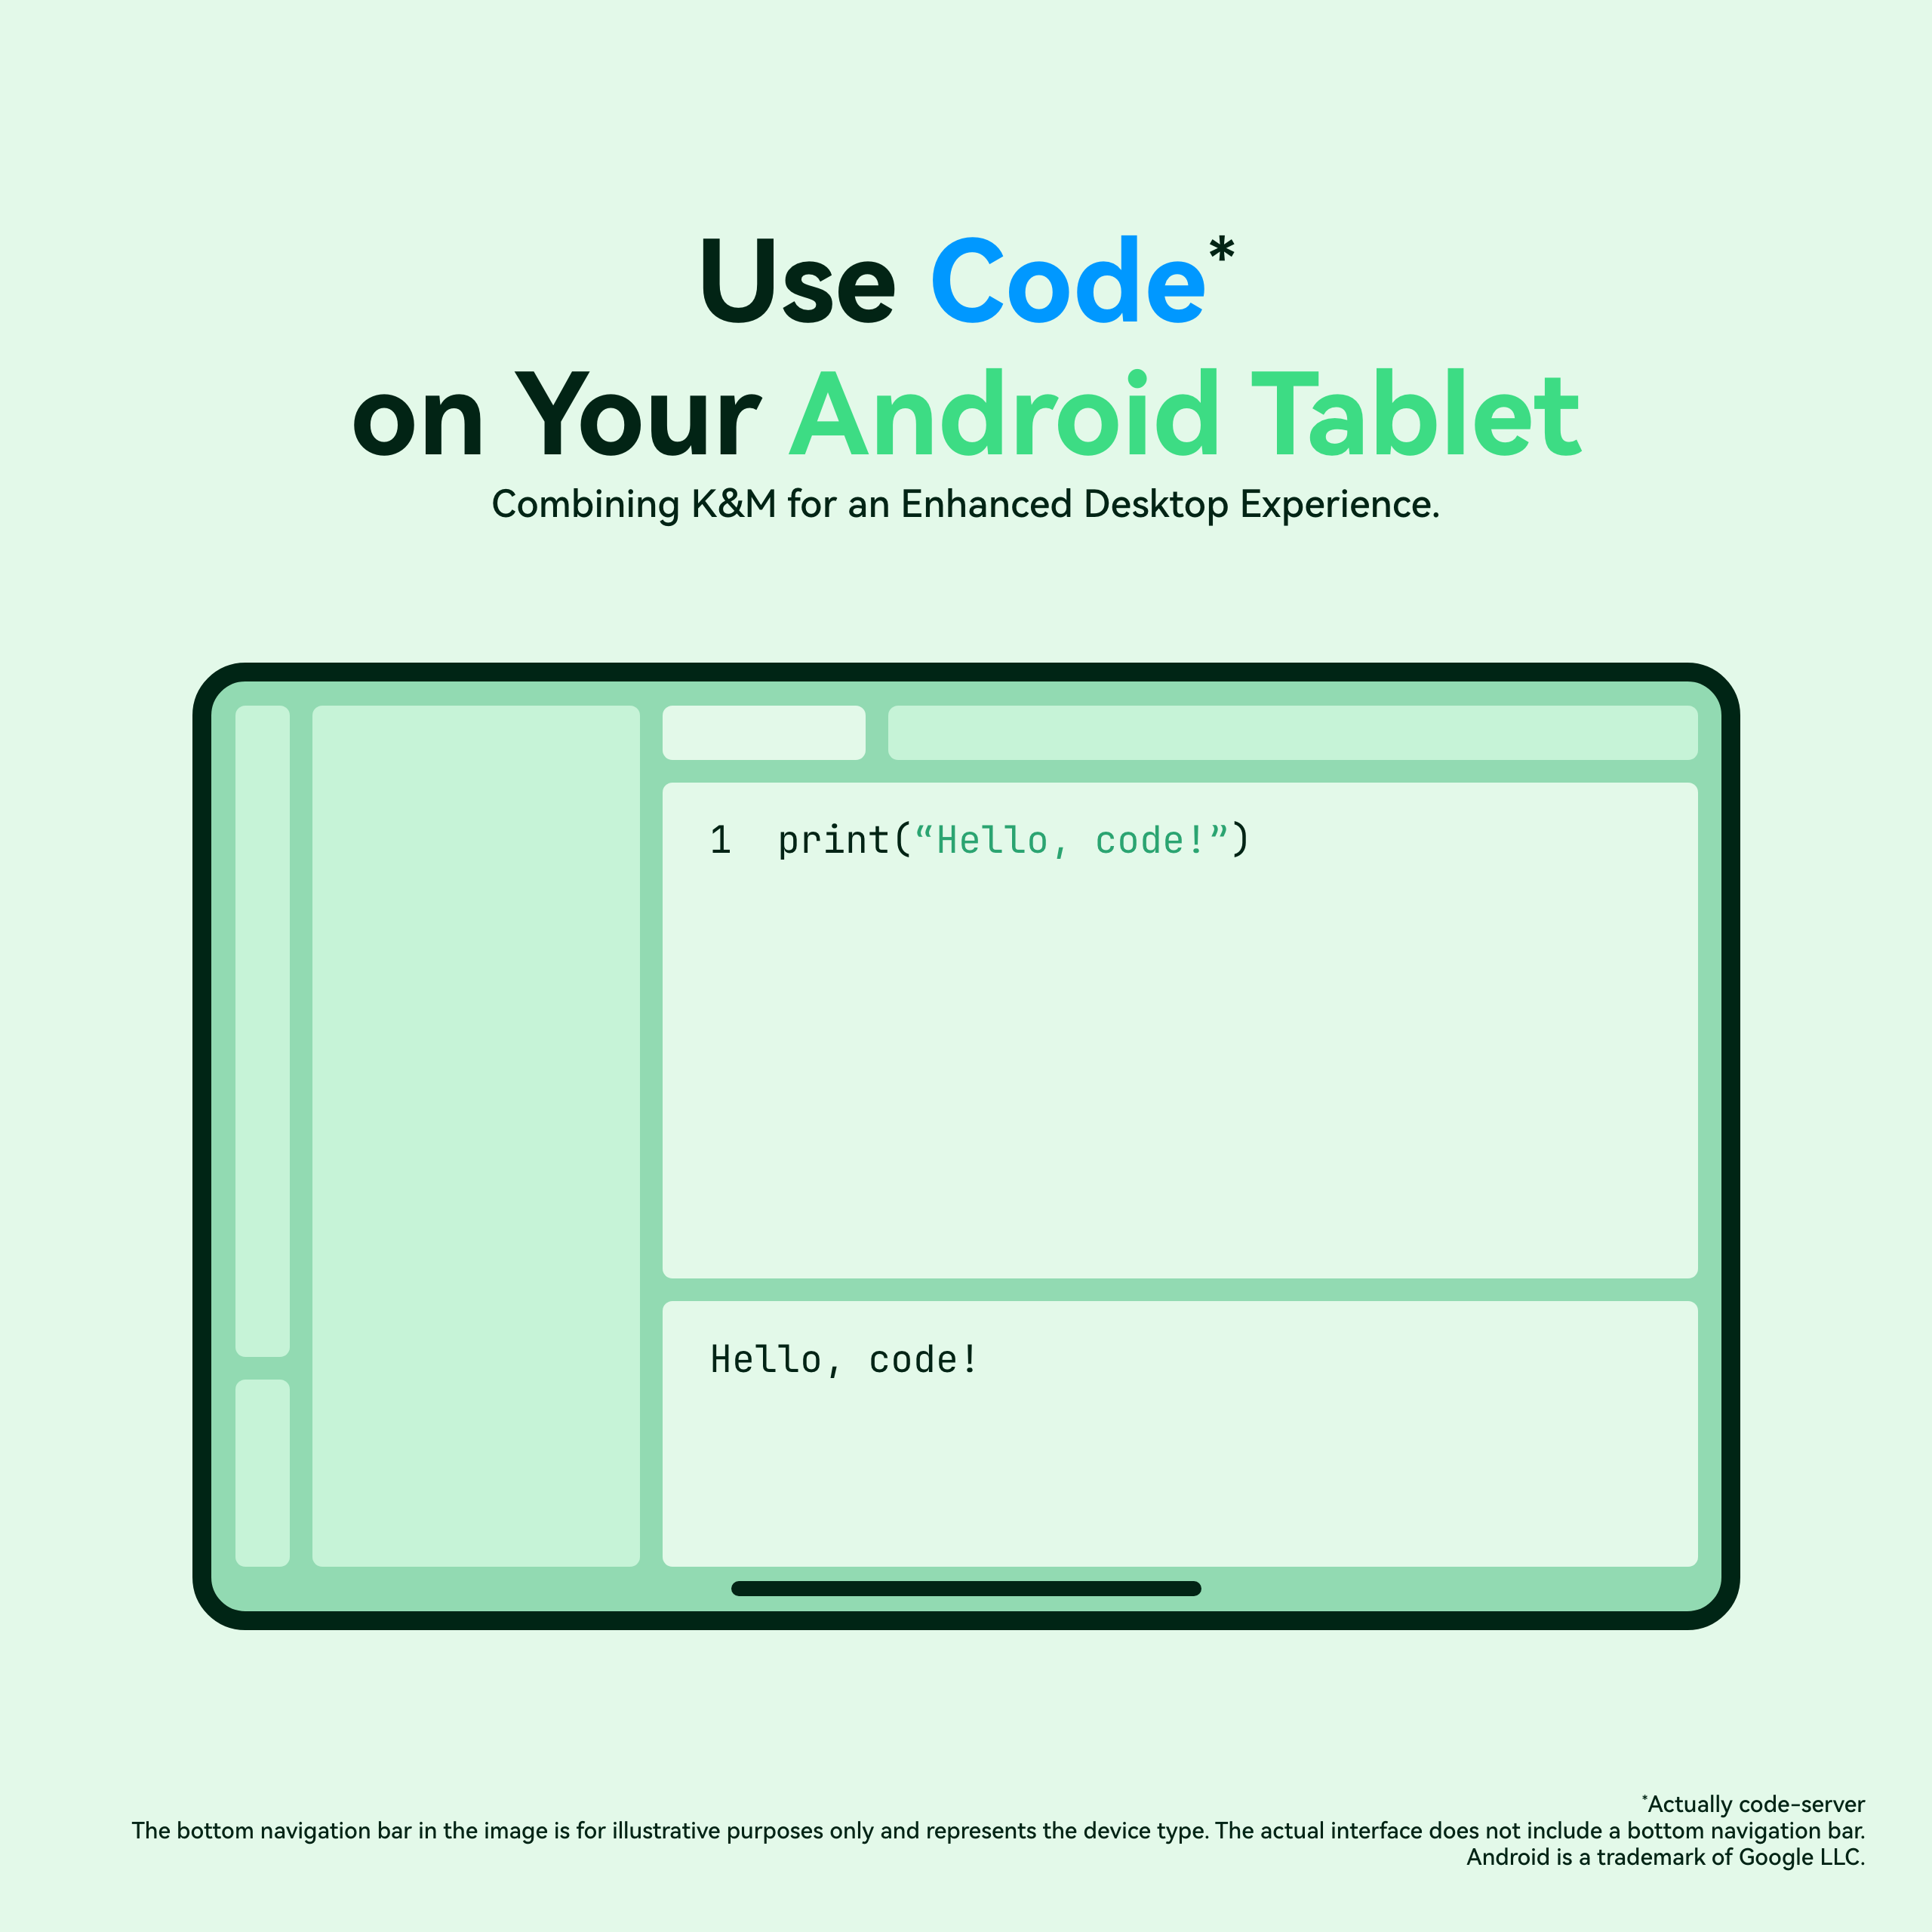 Use Code*
on Your Android Tablet
Combining K&M for an Enhanced Desktop Experience.
1 print(“Hello, code!”)
Hello, code!
*Actually code-server
The bottom navigation bar in the image is for illustrative purposes only and represents the device type. The actual interface does not include a bottom navigation bar.
Android is a trademark of Google LLC.